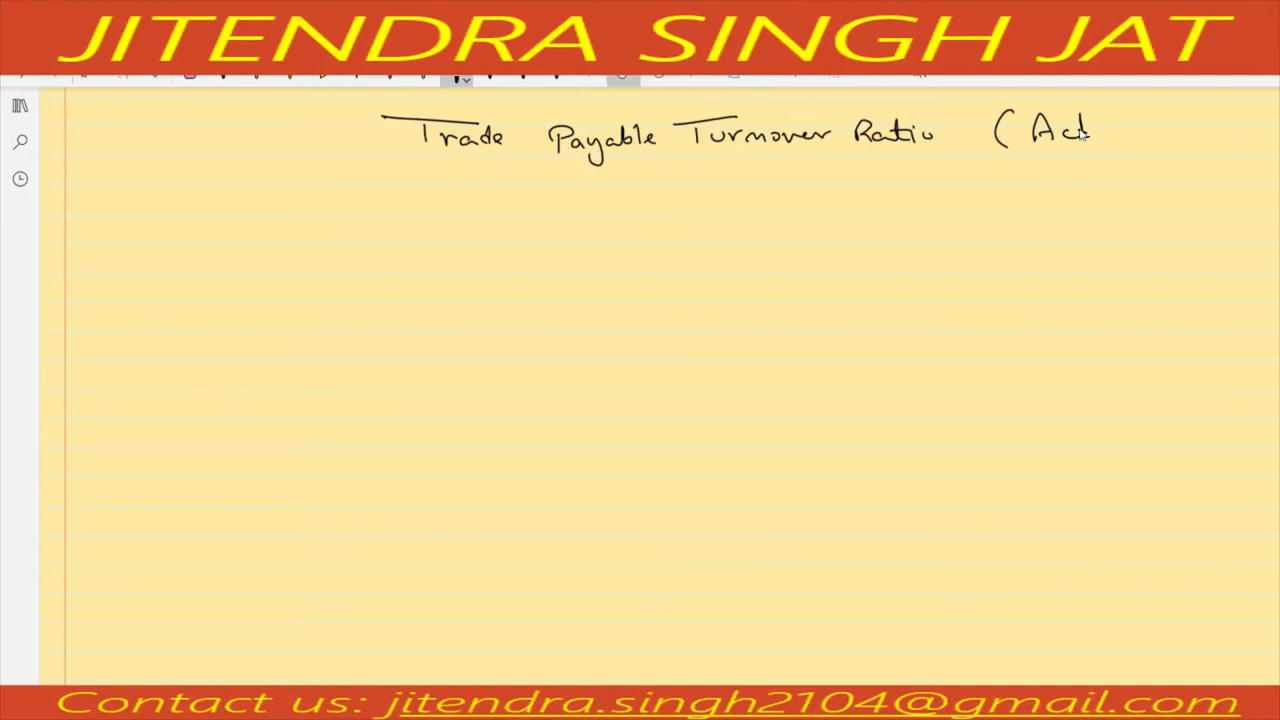 JITENDRA SINGH JAT
Trade Payable Turnover Ratio ( Act
Contact us: jitendra.singh2104@gmail.com